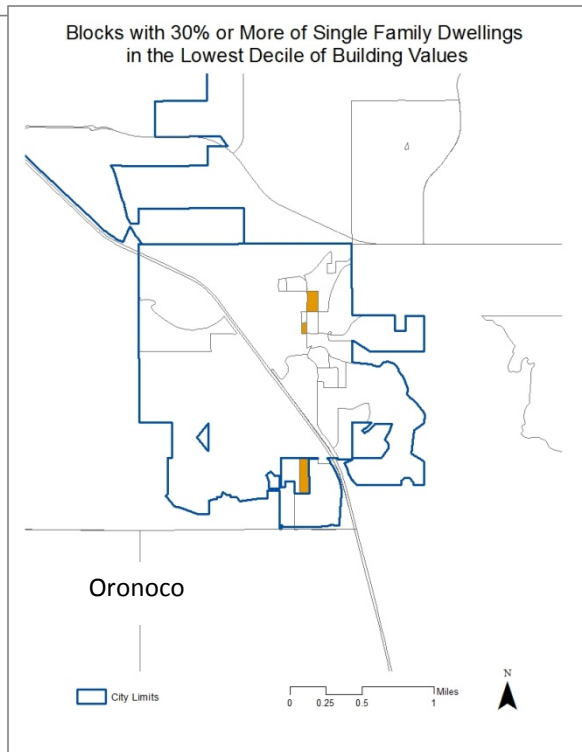 Blocks with 30% or More of Single Family Dwellings
in the Lowest Decile of Building Values
Oronoco
City Limits
Miles
0 0.25 0.5 1
N